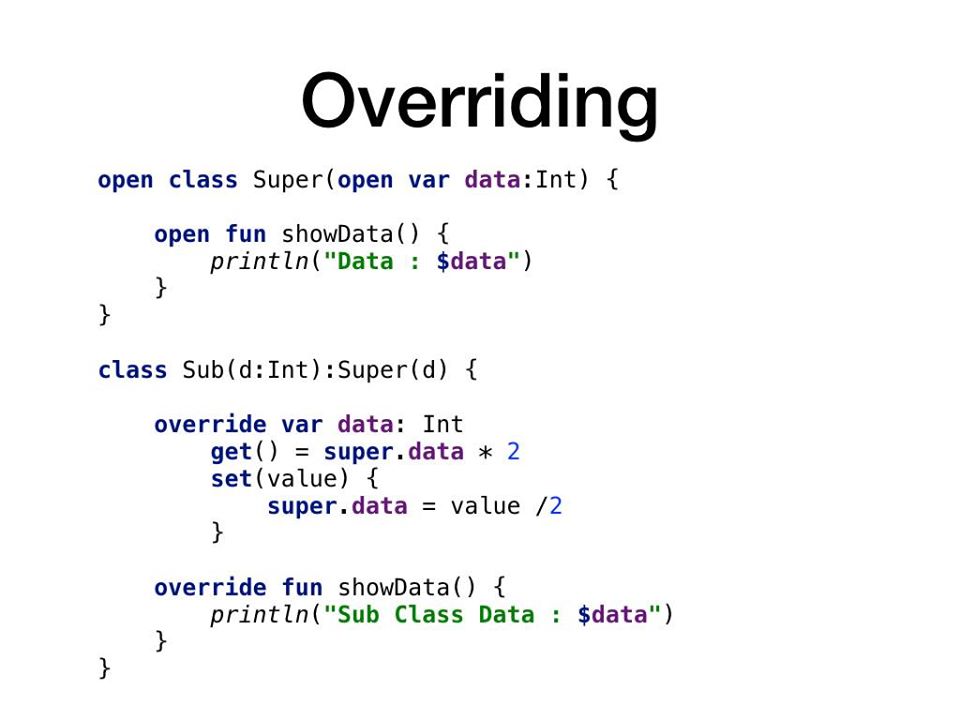 Overriding
open class Super(open var data:Int) {
open fun showData() {
println("Data : $data")
}
}
class Sub(d:Int):Super(d) {
override var data: Int
get() = super.data * 2
set(value) {
super.data = value /2
}
override fun showData() {
println("Sub Class Data : $data")
}
}